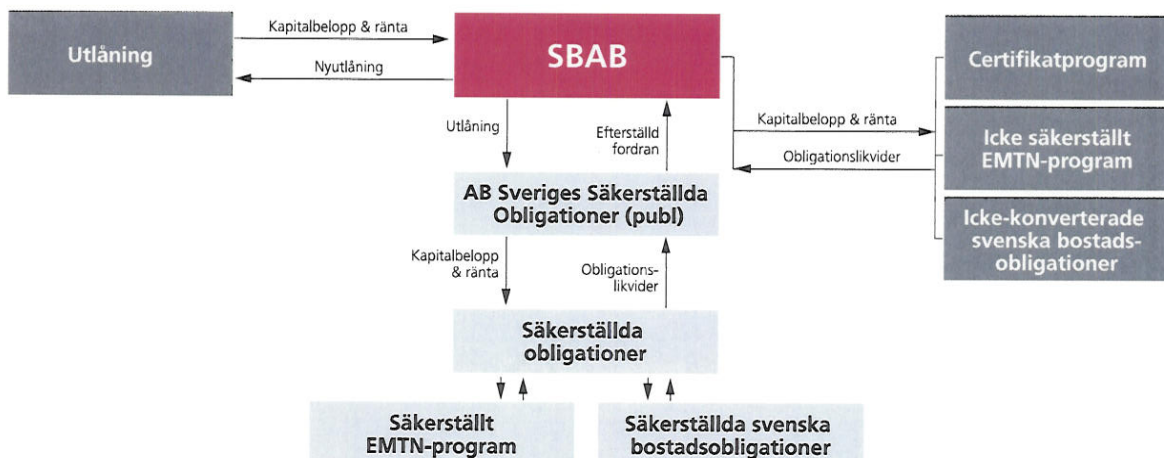 Utlåning
Kapitalbelopp & ränta
Nyutlåning
SBAB
Certifikatprogram
Kapitalbelopp & ränta
Obligationslikvider
Icke säkerställt
EMTN-program
Icke-konverterade
svenska bostads-
obligationer
Utlåning
Efterställd
fordran
AB Sveriges Säkerställda
Obligationer (publ)
Kapitalbelopp
& ränta
Obligations-
likvider
Säkerställda
obligationer
Säkerställt
EMTN-program
Säkerställda svenska
bostadsobligationer